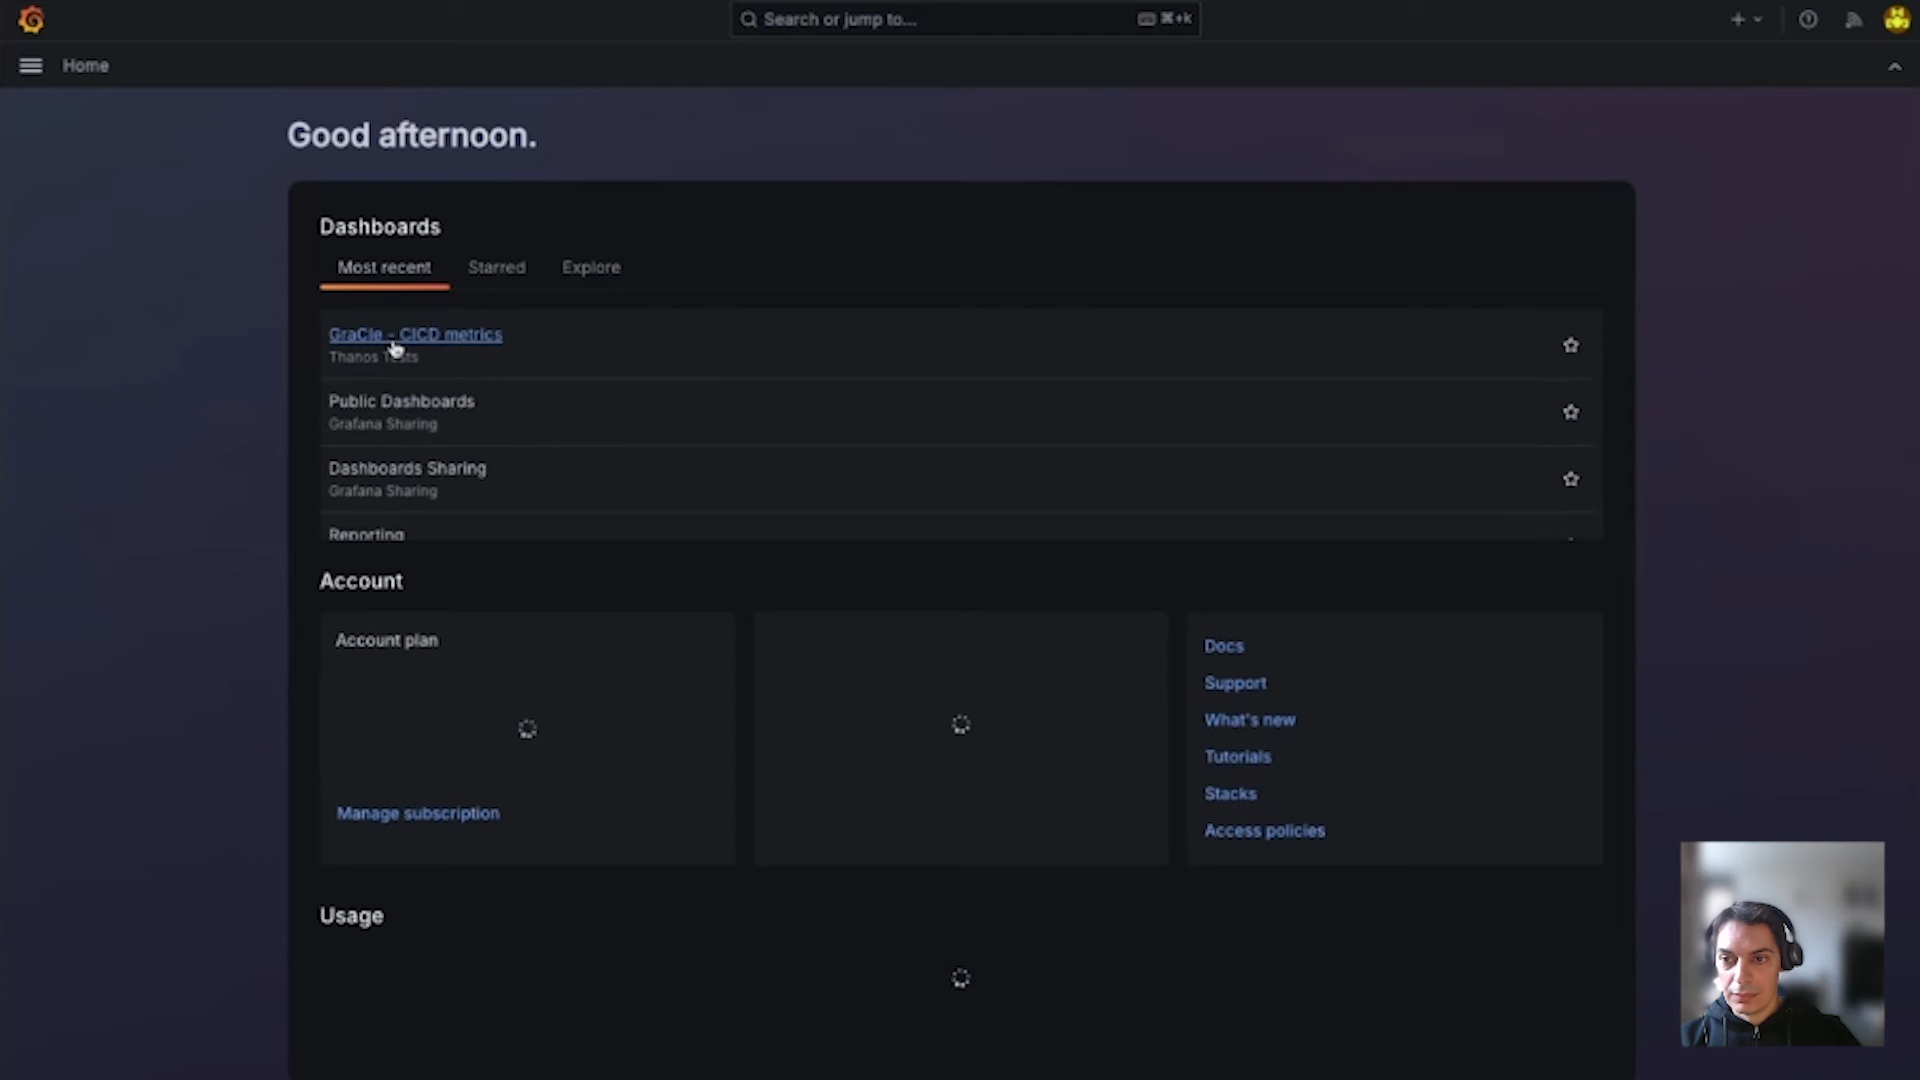 Search or jump to...
⌘+k
Home
Good afternoon.
Dashboards
Most recent
Starred
Explore
GraCIe - CICD metrics
Thanos Tests
Public Dashboards
Grafana Sharing
Dashboards Sharing
Grafana Sharing
Reporting
Account
Account plan
Manage subscription
Docs
Support
What's new
Tutorials
Stacks
Access policies
Usage